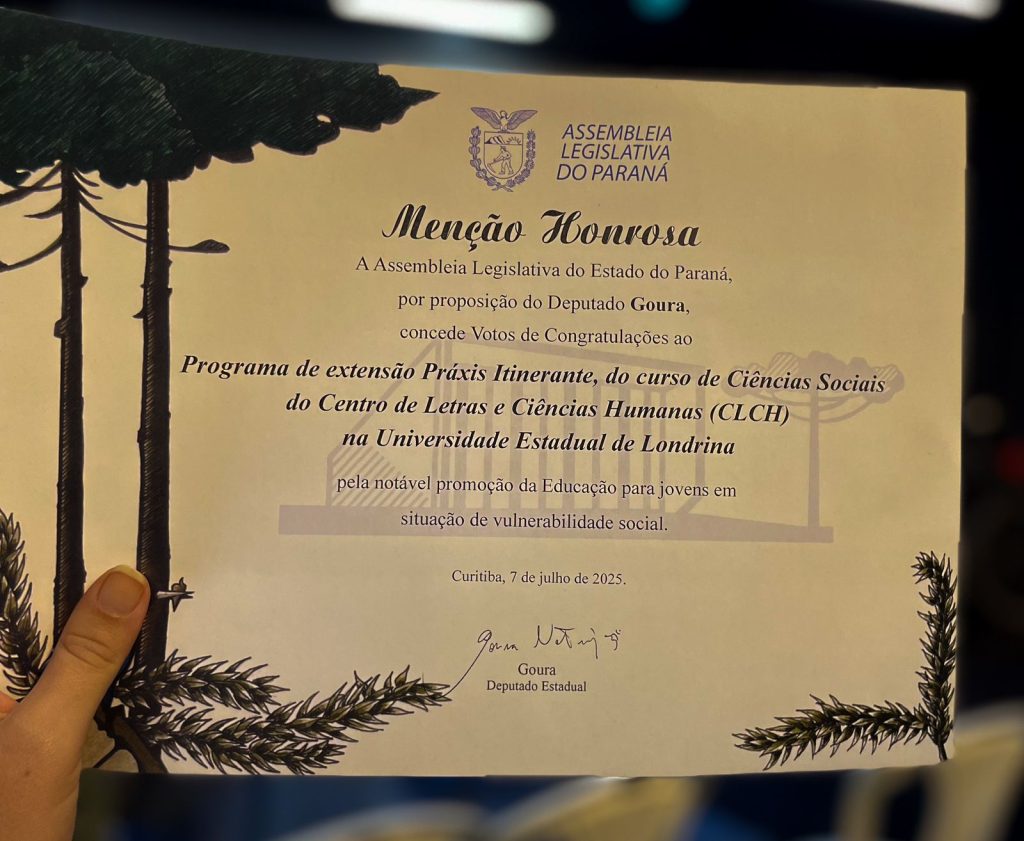 ASSEMBLEIA
LEGISLATIVA
DO PARANÁ
Menção Honrosa
A Assembleia Legislativa do Estado do Paraná,
por proposição do Deputado Goura,
concede Votos de Congratulações ao
Programa de extensão Práxis Itinerante, do curso de Ciências Sociais
do Centro de Letras e Ciências Humanas (CLCH)
na Universidade Estadual de Londrina
pela notável promoção da Educação para jovens em
situação de vulnerabilidade social.
Curitiba, 7 de julho de 2025.
Goura
Goura
Deputado Estadual